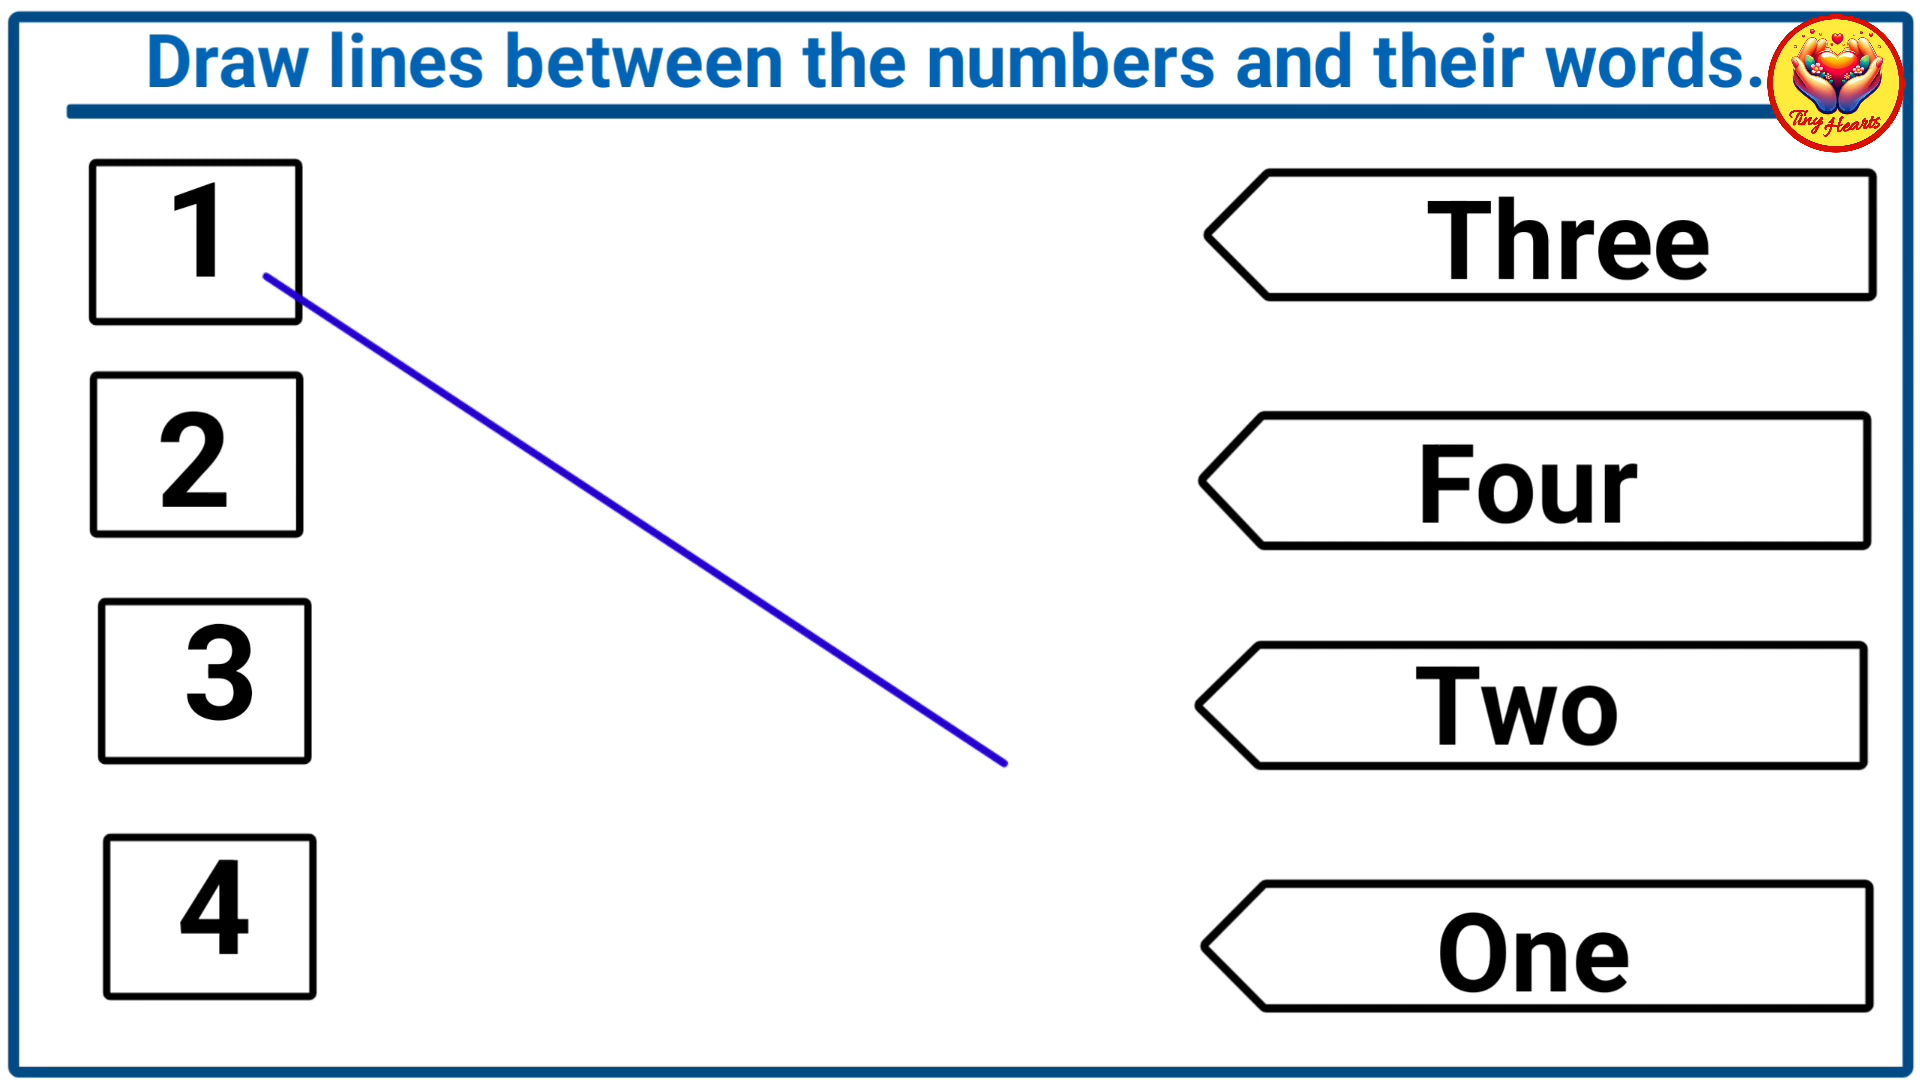 Draw lines between the numbers and their words.
Tiny Hearts
1
Three
2
Four
3
Two
4
One